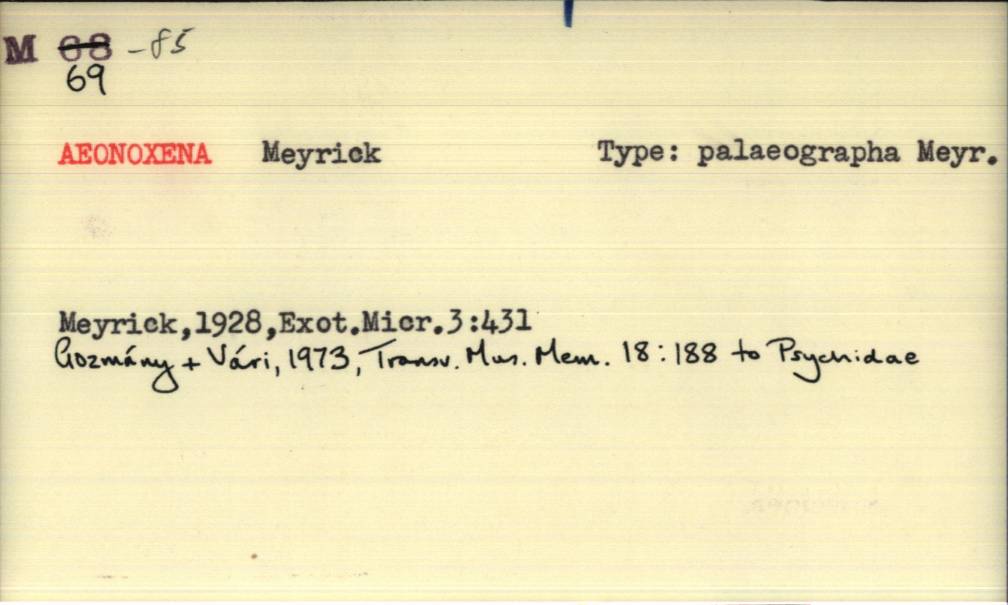 M 68 -85
69
AEONOXENA Meyrick Type: palaeographa Meyr.
Meyrick,1928,Exot.Micr.3:431
Gozmány + Vári, 1973, Transv. Mus. Mem. 18:188 to Psychidae